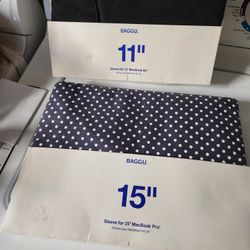 BAGGU.
11"
Sleeve for 11" MacBook Air®
BAGGU.
15"
Sleeve for 15" MacBook Pro®